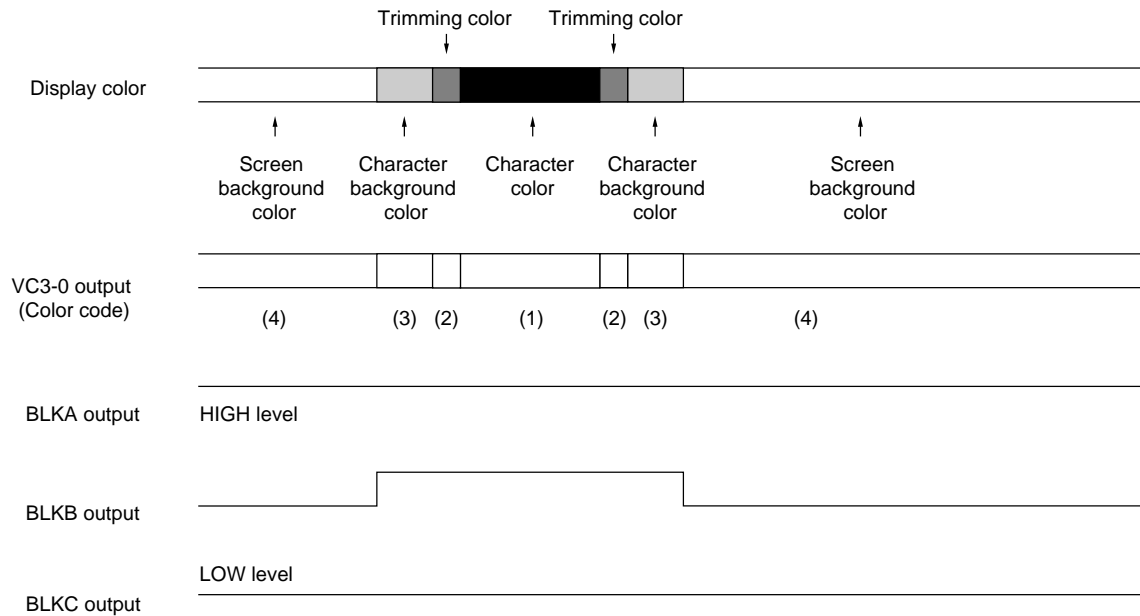 Trimming color Trimming color
Display color
Screen background color
Character background color
Character color
Character background color
Screen background color
VC3-0 output
(Color code)
(4) (3) (2) (1) (2) (3) (4)
BLKA output HIGH level
BLKB output
LOW level
BLKC output